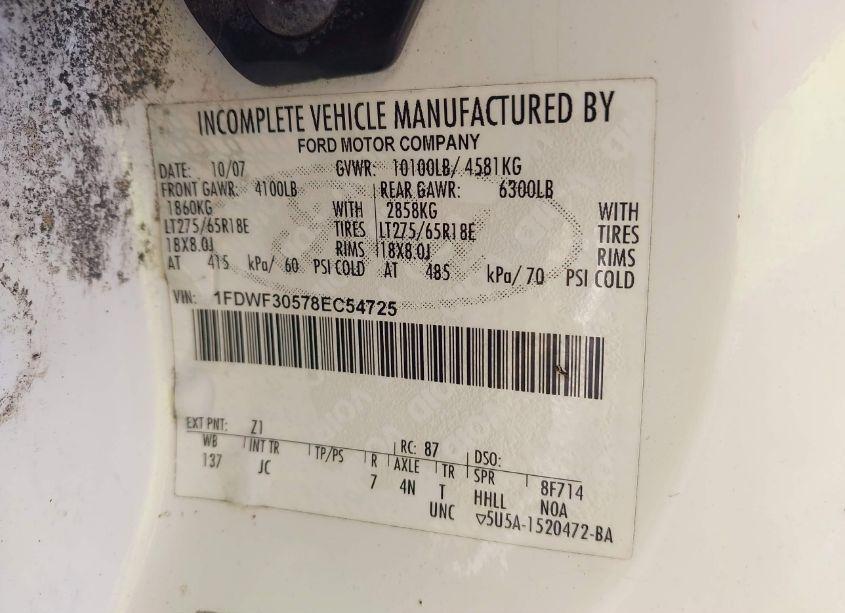 INCOMPLETE VEHICLE MANUFACTURED BY
FORD MOTOR COMPANY
DATE: 10/07 GVWR: 10100LB/ 4581KG
FRONT GAWR: 4100LB REAR GAWR: 6300LB
1860KG WITH 2858KG WITH
LT275/65R18E TIRES LT275/65R18E TIRES
18X8.0J RIMS 18X8.0J RIMS
AT 415 kPa/ 60 PSI COLD AT 485 kPa/ 70 PSI COLD
VIN: 1FDWF30578EC54725
EXT PNT: Z1 RC: 87 DSO:
WB INT TR TP/PS R AXLE TR SPR 8F714
137 JC 7 4N T HHLL NOA
UNC ▽5U5A-1520472-BA